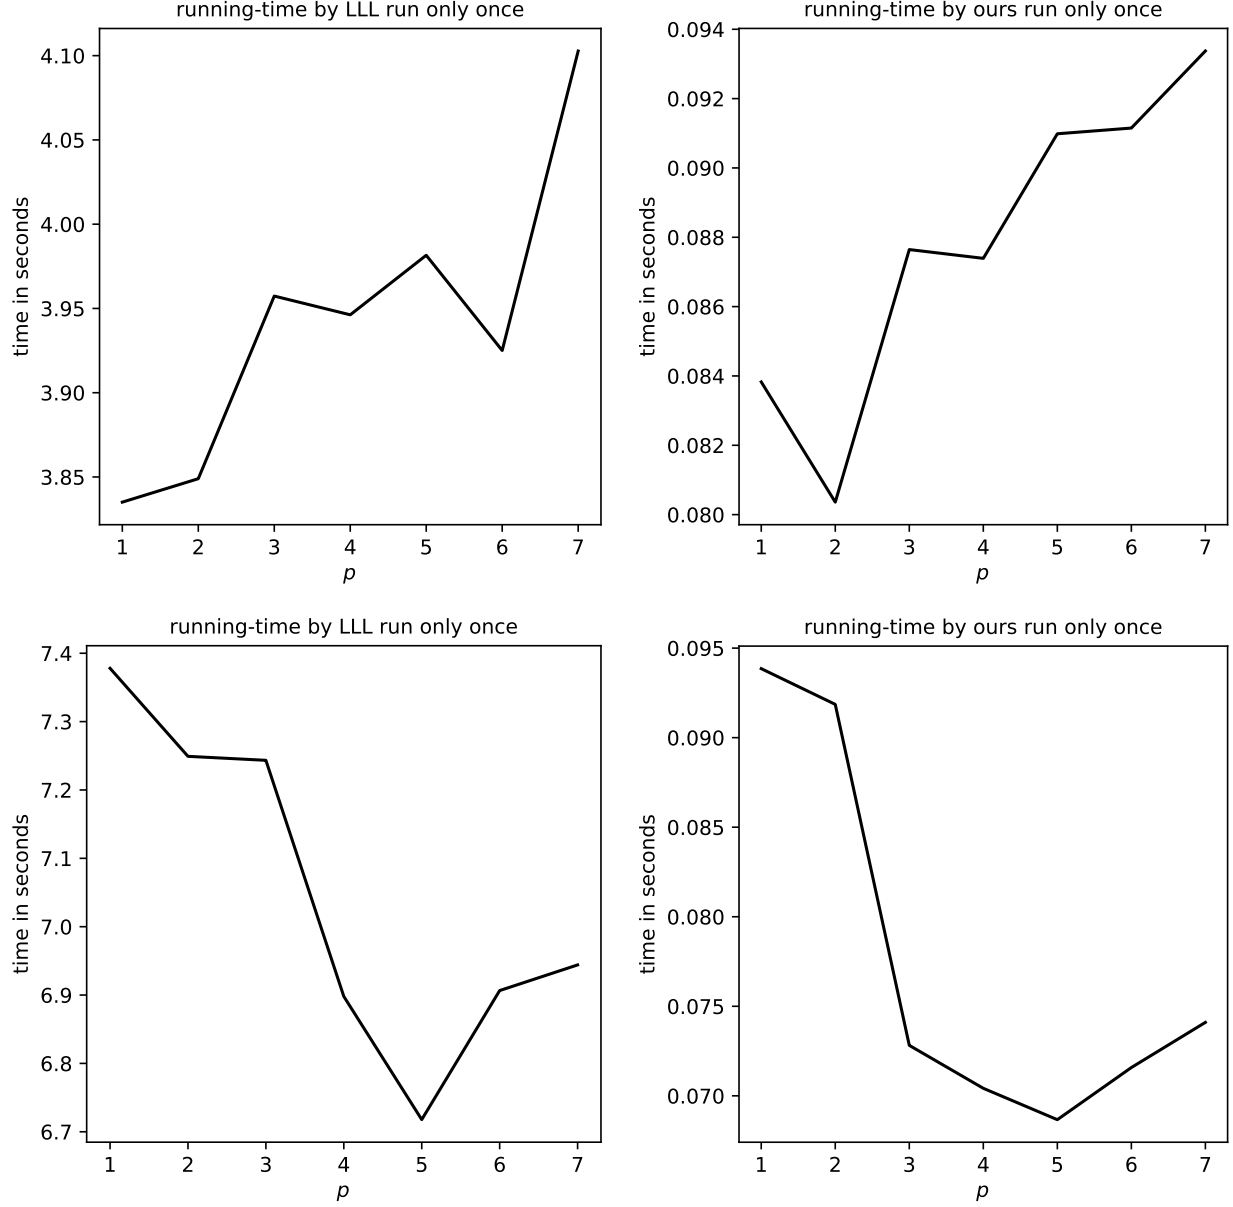 running-time by LLL run only once
4.10
4.05
4.00
3.95
3.90
3.85
time in seconds
1 2 3 4 5 6 7
p
running-time by ours run only once
0.094
0.092
0.090
0.088
0.086
0.084
0.082
0.080
time in seconds
1 2 3 4 5 6 7
p
running-time by LLL run only once
7.4
7.3
7.2
7.1
7.0
6.9
6.8
6.7
time in seconds
1 2 3 4 5 6 7
p
running-time by ours run only once
0.095
0.090
0.085
0.080
0.075
0.070
time in seconds
1 2 3 4 5 6 7
p